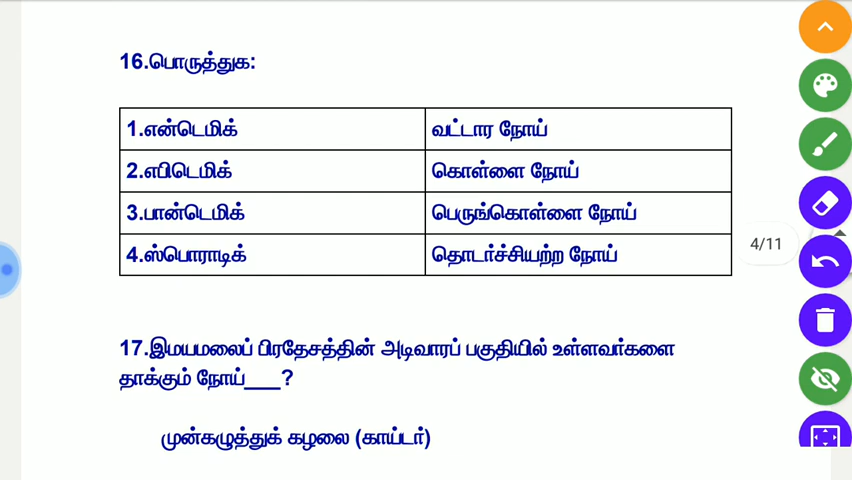 16.பொருத்துக:
1.என்டெமிக் வட்டார நோய்
2.எபிடெமிக் கொள்ளை நோய்
3.பான்டெமிக் பெருங்கொள்ளை நோய்
4.ஸ்போராடிக் தொடர்ச்சியற்ற நோய்
4/11
17.இமயமலைப் பிரதேசத்தின் அடிவாரப் பகுதியில் உள்ளவர்களை
தாக்கும் நோய்___?
முன்கழுத்துக் கழலை (காய்டர்)